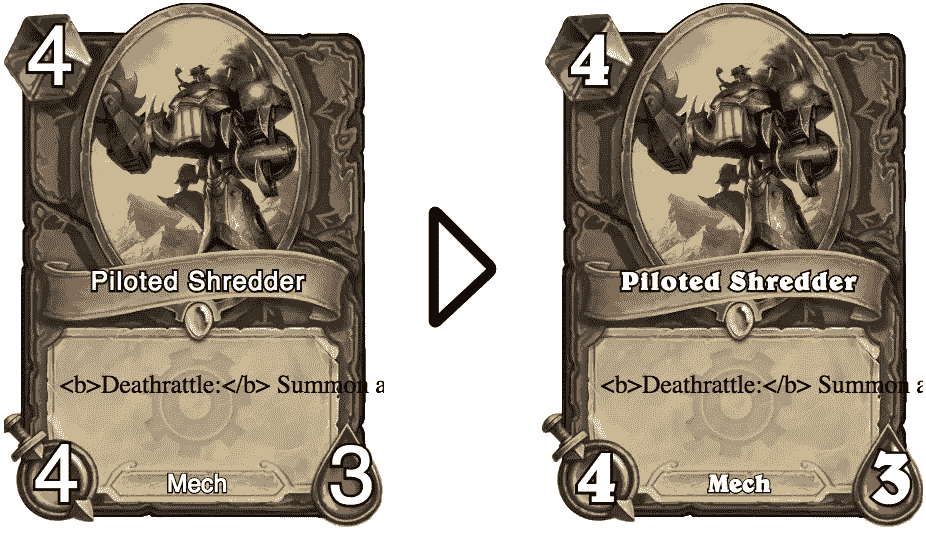 4
Piloted Shredder
<b>Deathrattle:</b> Summon a
4
Mech
3
4
Piloted Shredder
<b>Deathrattle:</b> Summon a
4
Mech
3